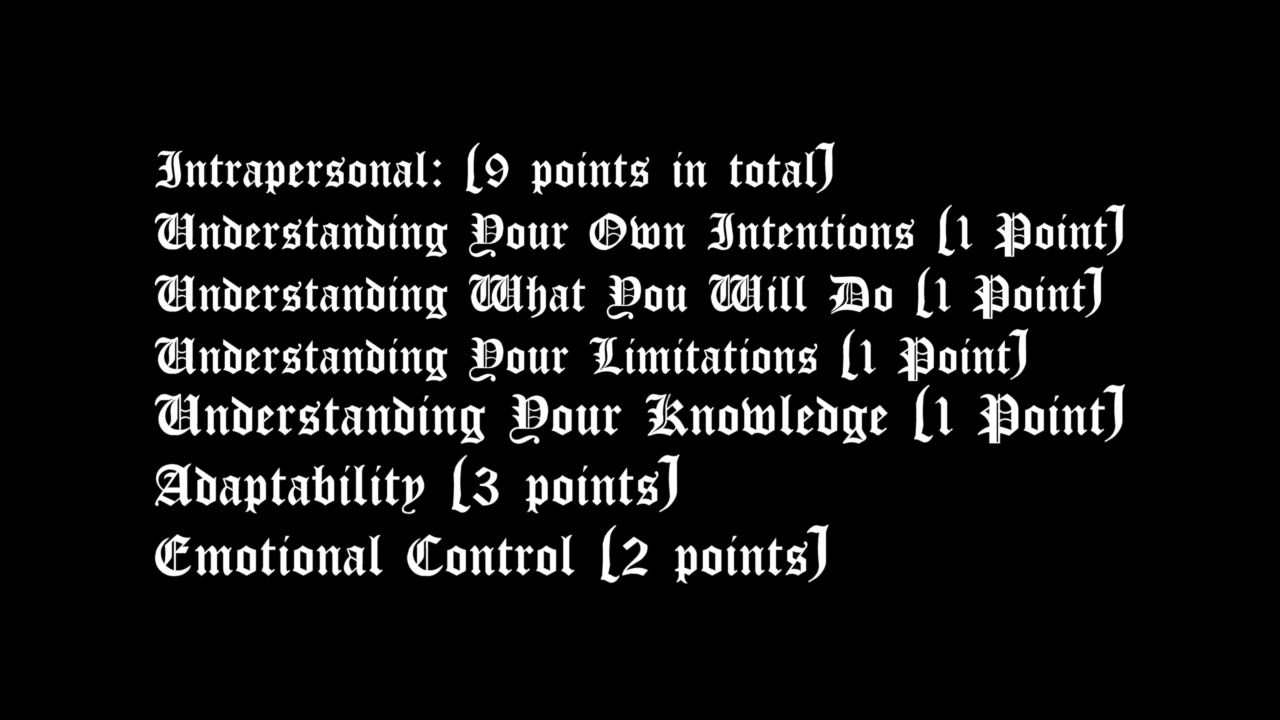 Intrapersonal: (9 points in total)
Understanding Your Own Intentions (1 Point)
Understanding What You Will Do (1 Point)
Understanding Your Limitations (1 Point)
Understanding Your Knowledge (1 Point)
Adaptability (3 points)
Emotional Control (2 points)